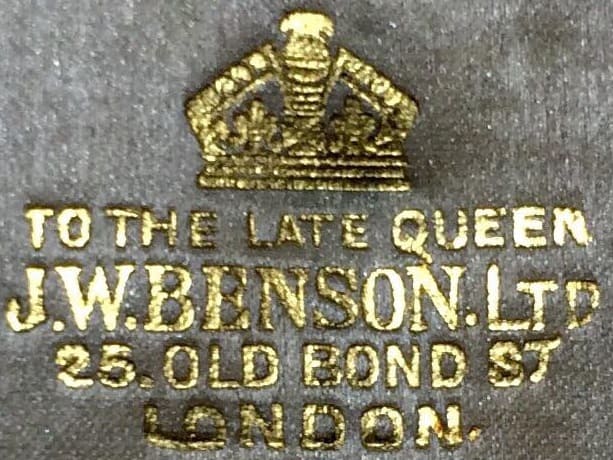 TO THE LATE QUEEN
J.W.BENSON.LTD
25.OLD BOND ST
LONDON.